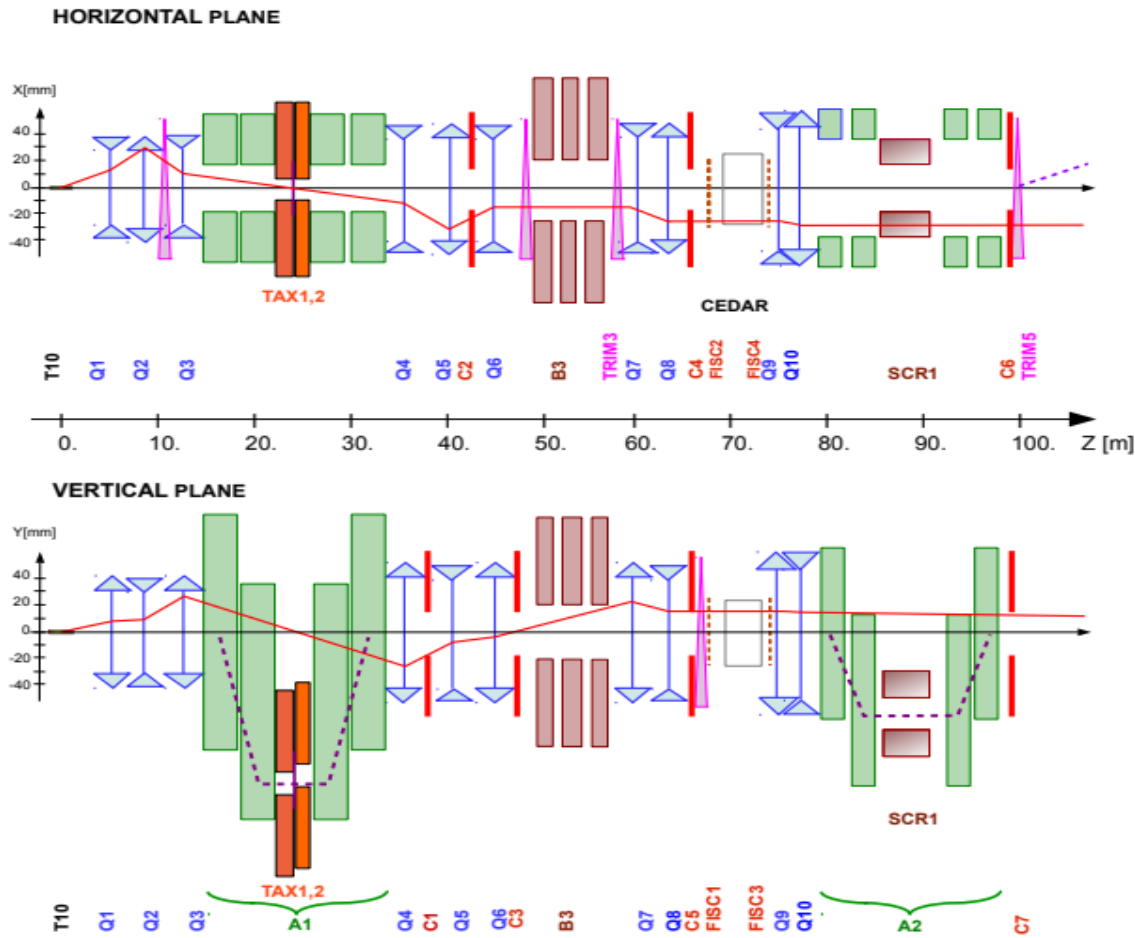 HORIZONTAL PLANE
X[mm]
40
20
0
-20
-40
TAX1,2
CEDAR
T10 Q1 Q2 Q3 Q4 Q5 C2 Q6 B3 TRIM3 Q7 Q8 C4 FISC2 FISC4 Q9 Q10 SCR1 C6 TRIM5
0. 10. 20. 30. 40. 50. 60. 70. 80. 90. 100. Z [m]
VERTICAL PLANE
Y[mm]
40
20
0
-20
-40
SCR1
TAX1,2
T10 Q1 Q2 Q3 A1 Q4 C1 Q5 Q6 C3 B3 Q7 Q8 C5 FISC1 FISC3 Q9 Q10 A2 C7